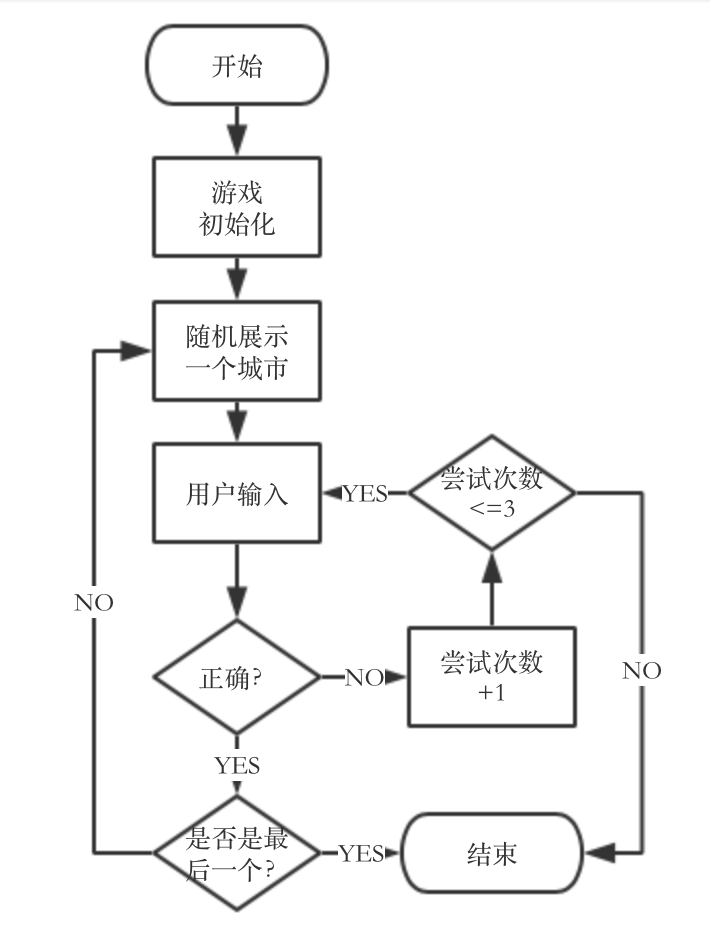 开始
游戏
初始化
随机展示
一个城市
用户输入
YES
尝试次数
<=3
NO
正确?
NO
尝试次数
+1
NO
YES
是否是最
后一个?
YES
结束